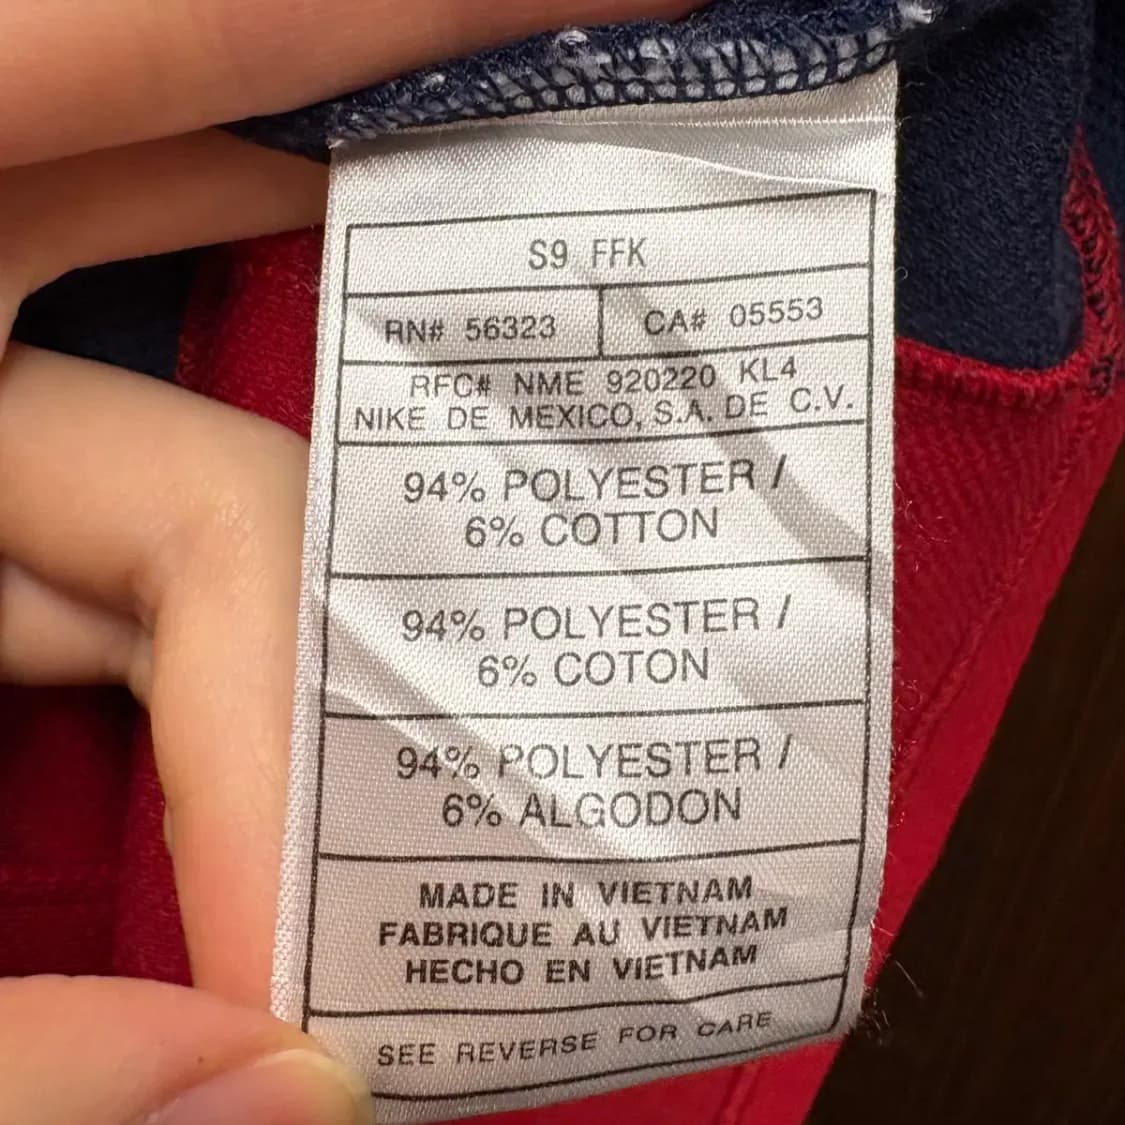 S9 FFK
RN# 56323
CA# 05553
RFC# NME 920220 KL4
NIKE DE MEXICO, S.A. DE C.V.
94% POLYESTER /
6% COTTON
94% POLYESTER /
6% COTON
94% POLYESTER /
6% ALGODON
MADE IN VIETNAM
FABRIQUE AU VIETNAM
HECHO EN VIETNAM
SEE REVERSE FOR CARE